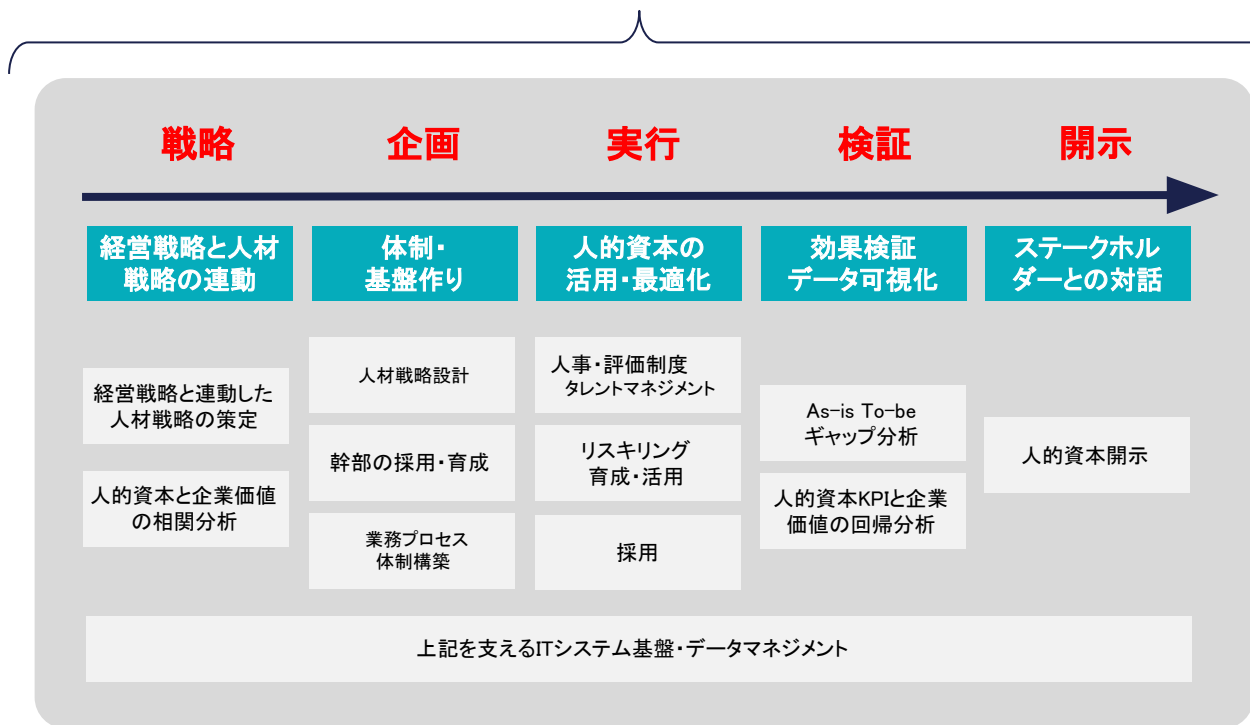 戦略
企画
実行
検証
開示
経営戦略と人材
戦略の連動
体制・
基盤作り
人的資本の
活用・最適化
効果検証
データ可視化
ステークホル
ダーとの対話
経営戦略と連動した
人材戦略の策定
人的資本と企業価値
の相関分析
人材戦略設計
幹部の採用・育成
業務プロセス
体制構築
人事・評価制度
タレントマネジメント
リスキリング
育成・活用
採用
As-is To-be
ギャップ分析
人的資本KPIと企業
価値の回帰分析
人的資本開示
上記を支えるITシステム基盤・データマネジメント